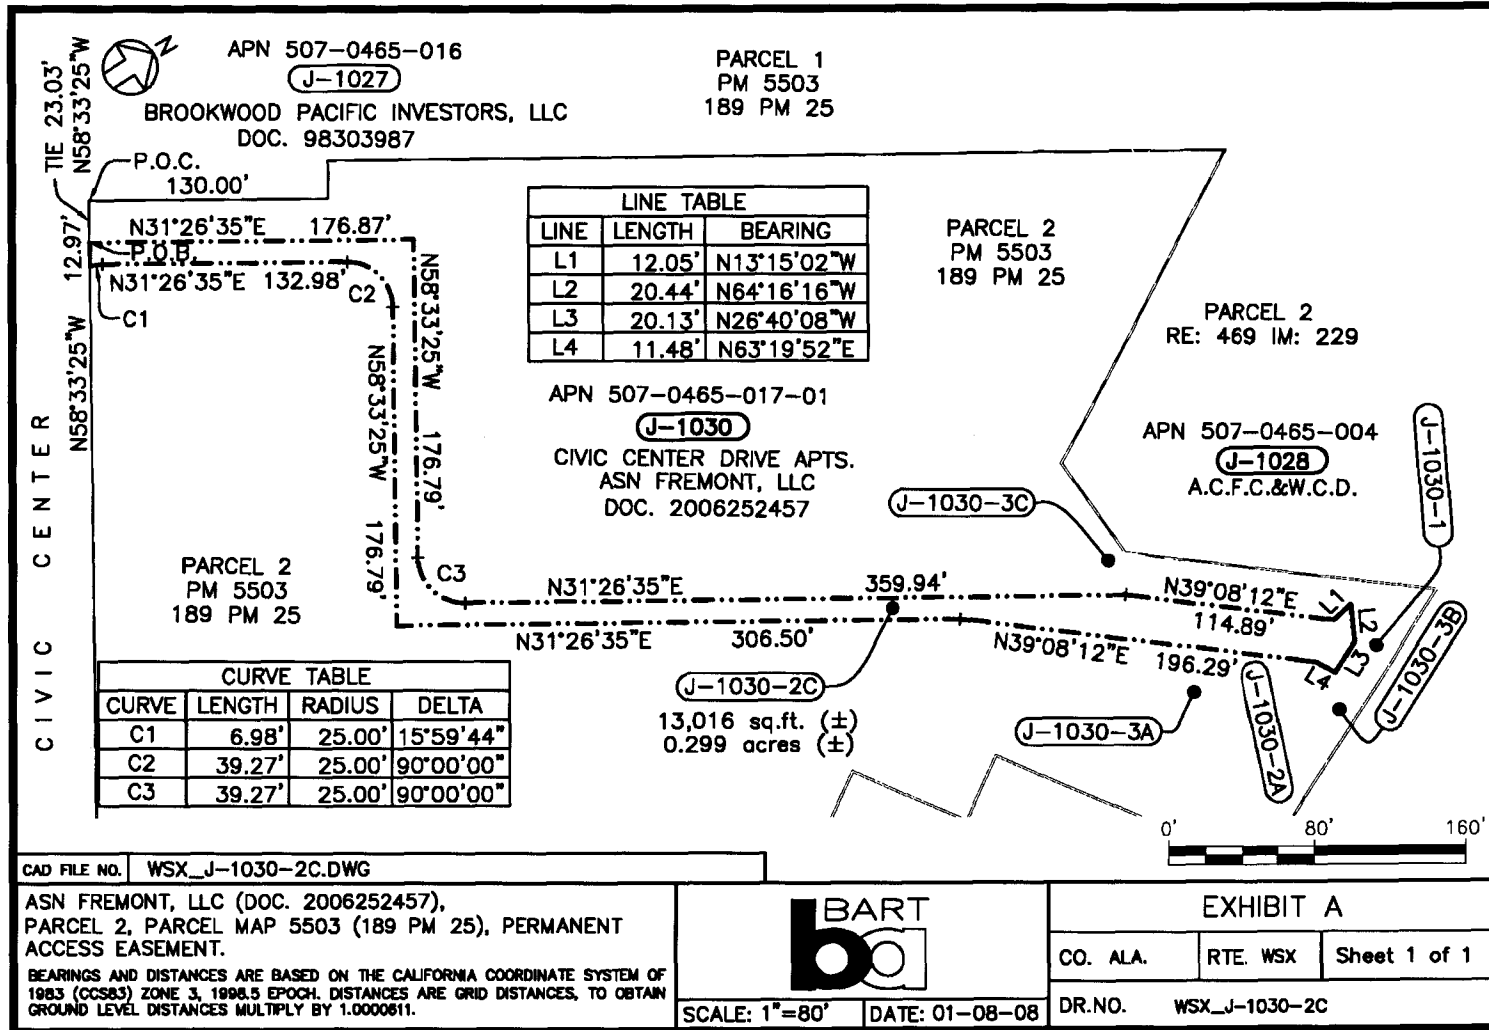 TIE 23.03'
N58°33'25"W
N
APN 507-0465-016
J-1027
BROOKWOOD PACIFIC INVESTORS, LLC
DOC. 98303987
PARCEL 1
PM 5503
189 PM 25
P.O.C.
130.00'
N31°26'35"E 176.87'
P.O.B.
12.97'
N31°26'35"E 132.98'
C2
C1
N58°33'25"W
N58°33'25"W 176.79'
N58°33'25"W 176.79'
LINE TABLE
LINE LENGTH BEARING
L1 12.05' N13°15'02"W
L2 20.44' N64°16'16"W
L3 20.13' N26°40'08"W
L4 11.48' N63°19'52"E
PARCEL 2
PM 5503
189 PM 25
PARCEL 2
RE: 469 IM: 229
APN 507-0465-017-01
J-1030
CIVIC CENTER DRIVE APTS.
ASN FREMONT, LLC
DOC. 2006252457
APN 507-0465-004
J-1028
A.C.F.C.&W.C.D.
J-1030-1
J-1030-3C
CIVIC CENTER
PARCEL 2
PM 5503
189 PM 25
C3
N31°26'35"E 359.94'
N39°08'12"E
114.89'
L1
L2
L3
L4
N31°26'35"E 306.50'
N39°08'12"E 196.29'
J-1030-3B
J-1030-2A
J-1030-2C
13,016 sq.ft. (±)
0.299 acres (±)
J-1030-3A
CURVE TABLE
CURVE LENGTH RADIUS DELTA
C1 6.98' 25.00' 15°59'44"
C2 39.27' 25.00' 90°00'00"
C3 39.27' 25.00' 90°00'00"
0' 80' 160'
CAD FILE NO. WSX_J-1030-2C.DWG
ASN FREMONT, LLC (DOC. 2006252457),
PARCEL 2, PARCEL MAP 5503 (189 PM 25), PERMANENT
ACCESS EASEMENT.
BEARINGS AND DISTANCES ARE BASED ON THE CALIFORNIA COORDINATE SYSTEM OF
1983 (CCS83) ZONE 3, 1998.5 EPOCH. DISTANCES ARE GRID DISTANCES, TO OBTAIN
GROUND LEVEL DISTANCES MULTIPLY BY 1.0000611.
BART
ba
SCALE: 1"=80' DATE: 01-08-08
EXHIBIT A
CO. ALA. RTE. WSX Sheet 1 of 1
DR.NO. WSX_J-1030-2C